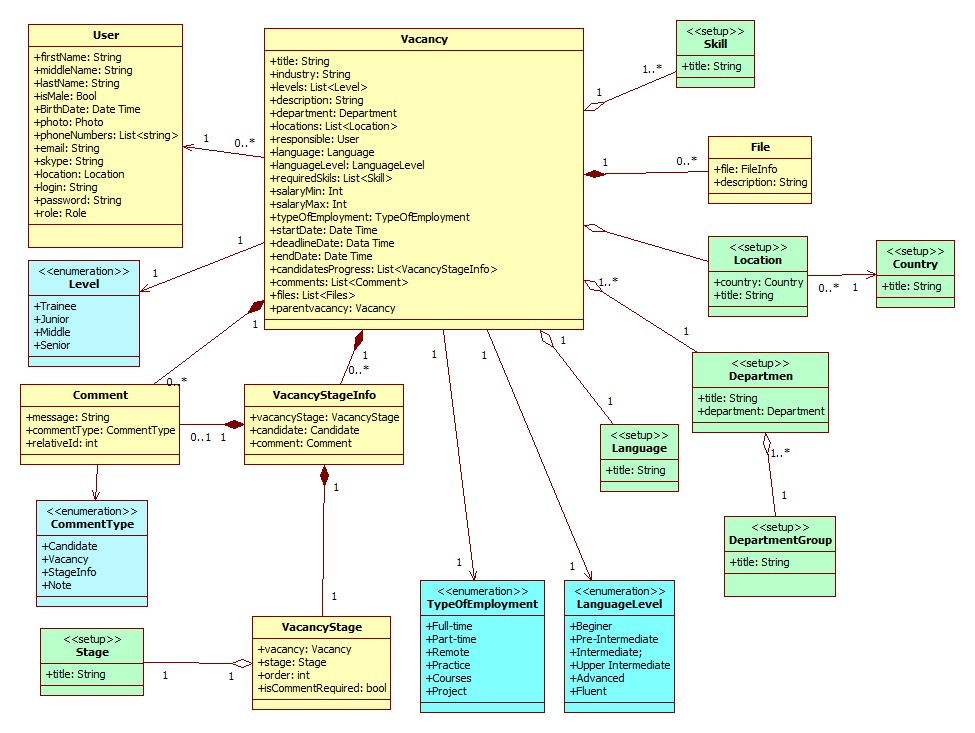 User
+firstName: String
+middleName: String
+lastName: String
+isMale: Bool
+BirthDate: Date Time
+photo: Photo
+phoneNumbers: List<string>
+email: String
+skype: String
+location: Location
+login: String
+password: String
+role: Role
1
0..*
Vacancy
+title: String
+industry: String
+levels: List<Level>
+description: String
+department: Department
+locations: List<Location>
+responsible: User
+language: Language
+languageLevel: LanguageLevel
+requiredSkils: List<Skill>
+salaryMin: Int
+salaryMax: Int
+typeOfEmployment: TypeOfEmployment
+startDate: Date Time
+deadlineDate: Data Time
+endDate: Date Time
+candidatesProgress: List<VacancyStageInfo>
+comments: List<Comment>
+files: List<Files>
+parentvacancy: Vacancy
1
1..*
<<setup>>
Skill
+title: String
1
0..*
File
+file: FileInfo
+description: String
<<setup>>
Location
+country: Country
+title: String
0..*
1
<<setup>>
Country
+title: String
1
1
<<enumeration>>
Level
+Trainee
+Junior
+Middle
+Senior
1..*
1
<<setup>>
Departmen
+title: String
+department: Department
1..*
1
<<setup>>
DepartmentGroup
+title: String
1
0..*
Comment
+message: String
+commentType: CommentType
+relativeId: int
1
0..*
VacancyStageInfo
+vacancyStage: VacancyStage
+candidate: Candidate
+comment: Comment
0..1
1
1
1
1
1
<<setup>>
Language
+title: String
<<enumeration>>
CommentType
+Candidate
+Vacancy
+StageInfo
+Note
1
1
1
1
<<enumeration>>
TypeOfEmployment
+Full-time
+Part-time
+Remote
+Practice
+Courses
+Project
<<enumeration>>
LanguageLevel
+Beginer
+Pre-Intermediate
+Intermediate;
+Upper Intermediate
+Advanced
+Fluent
<<setup>>
Stage
+title: String
1
1
VacancyStage
+vacancy: Vacancy
+stage: Stage
+order: int
+isCommentRequired: bool